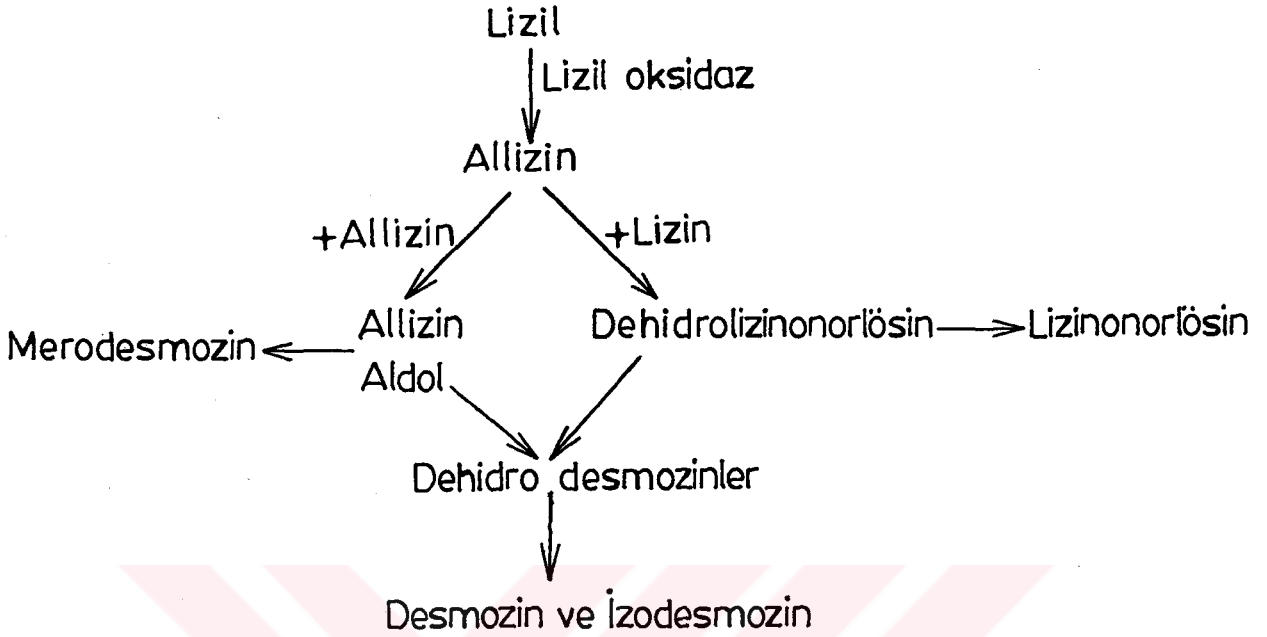 Lizil
Lizil oksidaz
Allizin
+Allizin
+Lizin
Allizin
Aldol
Dehidrolizinonorlösin
Lizinonorlösin
Merodesmozin
Dehidro desmozinler
Desmozin ve İzodesmozin